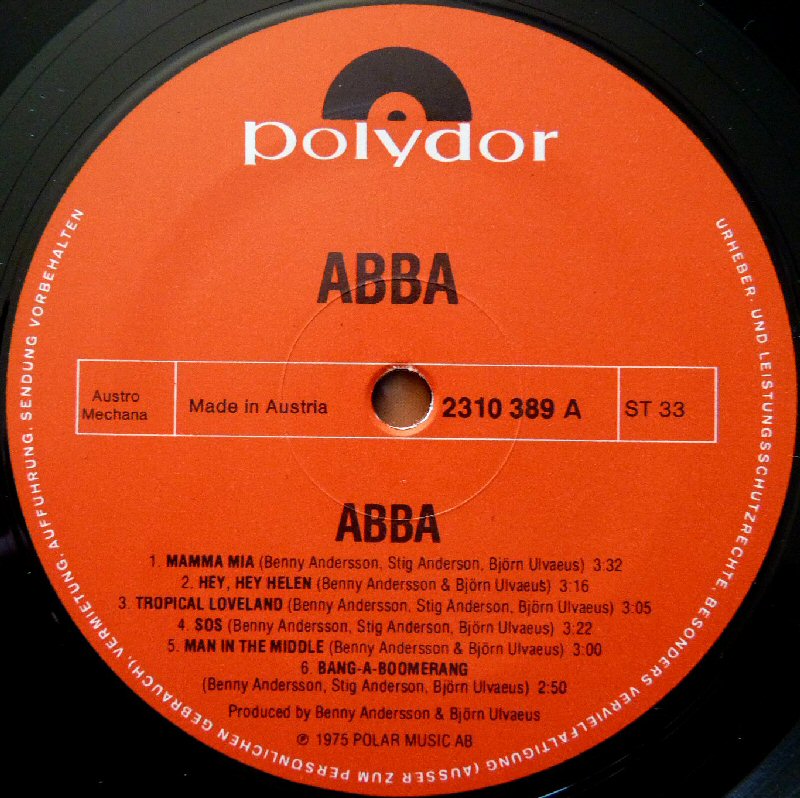 polydor
ABBA
Austro
Mechana
Made in Austria
2310 389 A
ST 33
ABBA
1. MAMMA MIA (Benny Andersson, Stig Anderson, Björn Ulvaeus) 3:32
2. HEY, HEY HELEN (Benny Andersson & Björn Ulvaeus) 3:16
3. TROPICAL LOVELAND (Benny Andersson, Stig Anderson, Björn Ulvaeus) 3:05
4. SOS (Benny Andersson, Stig Anderson, Björn Ulvaeus) 3:22
5. MAN IN THE MIDDLE (Benny Andersson & Björn Ulvaeus) 3:00
6. BANG-A-BOOMERANG
(Benny Andersson, Stig Anderson, Björn Ulvaeus) 2:50
Produced by Benny Andersson & Björn Ulvaeus
℗ 1975 POLAR MUSIC AB
URHEBER- UND LEISTUNGSSCHUTZRECHTE, BESONDERS VERVIELFÄLTIGUNG (AUSSER ZUM PERSÖNLICHEN GEBRAUCH), VERMIETUNG, AUFFÜHRUNG, SENDUNG VORBEHALTEN